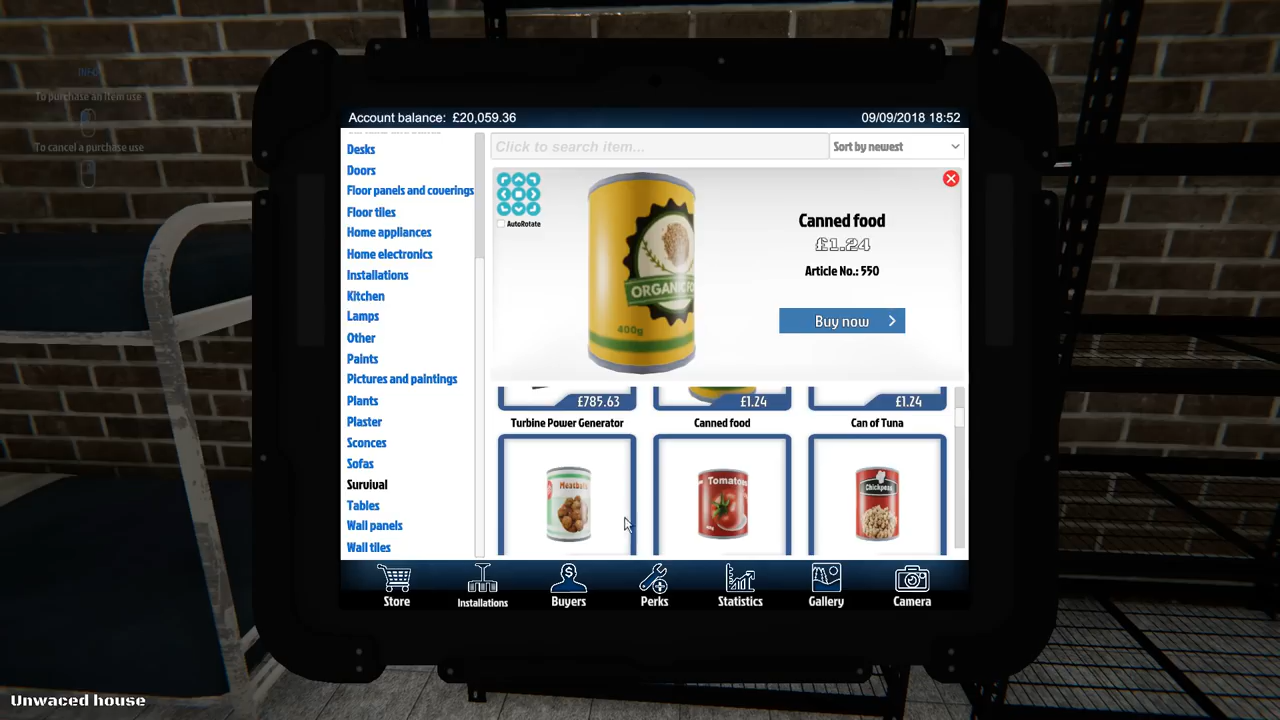 INFO
To purchase an item use
To cancel a purchase use
Account balance: £20,059.36
09/09/2018 18:52
Desks
Doors
Floor panels and coverings
Floor tiles
Home appliances
Home electronics
Installations
Kitchen
Lamps
Other
Paints
Pictures and paintings
Plants
Plaster
Sconces
Sofas
Survival
Tables
Wall panels
Wall tiles
Click to search item...
Sort by newest
AutoRotate
ORGANIC
400g
Canned food
£1.24
Article No.: 550
Buy now
£785.63
£1.24
£1.24
Turbine Power Generator
Canned food
Can of Tuna
Meatballs
Tomatoes
Chickpeas
Store
Installations
Buyers
Perks
Statistics
Gallery
Camera
Unwaced house